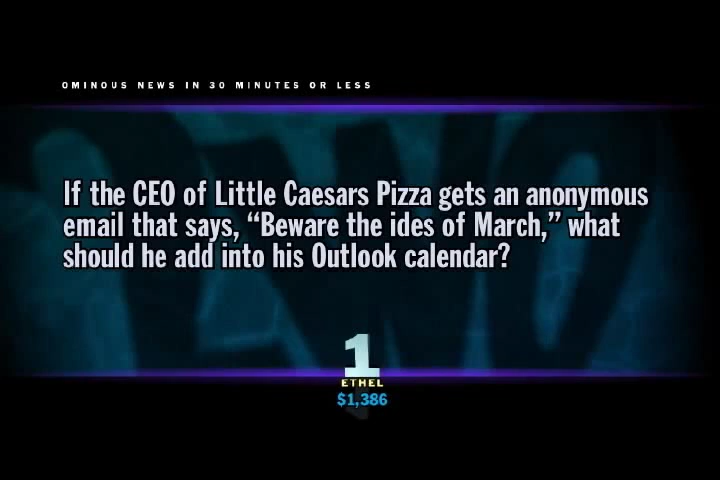 OMINOUS NEWS IN 30 MINUTES OR LESS
If the CEO of Little Caesars Pizza gets an anonymous
email that says, “Beware the ides of March,” what
should he add into his Outlook calendar?
1
ETHEL
$1,386